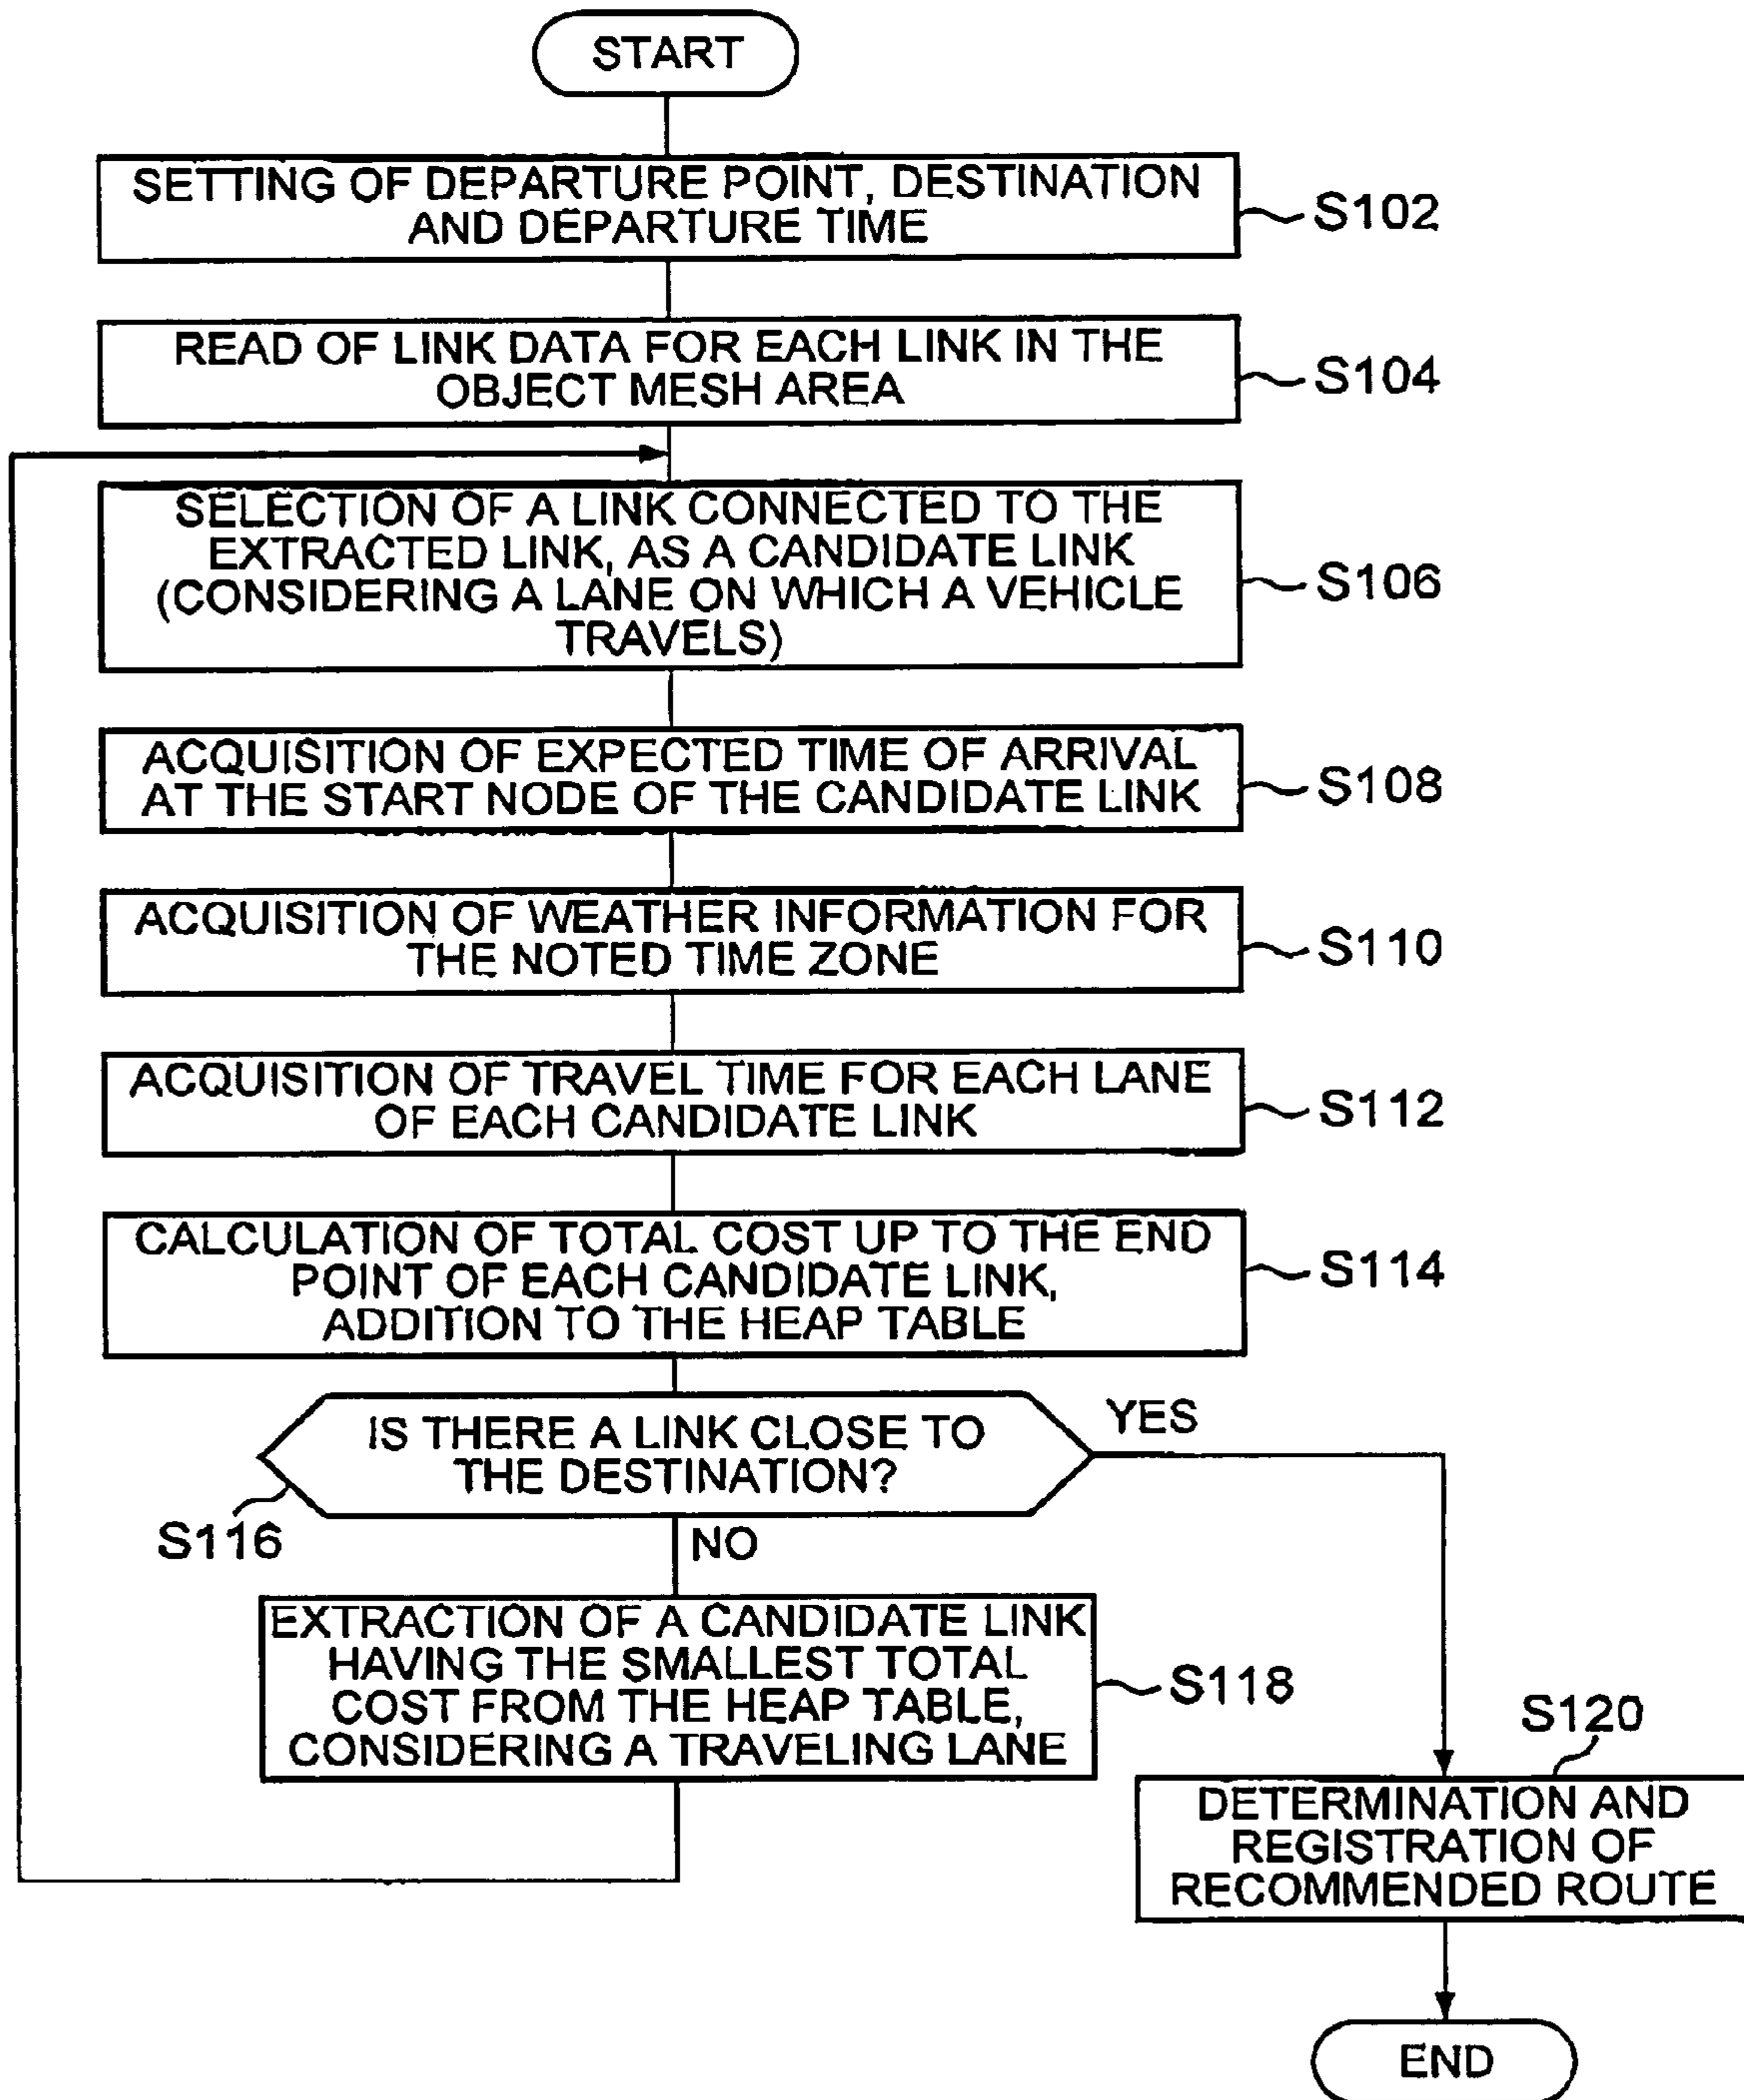 START
SETTING OF DEPARTURE POINT, DESTINATION
AND DEPARTURE TIME
S102
READ OF LINK DATA FOR EACH LINK IN THE
OBJECT MESH AREA
S104
SELECTION OF A LINK CONNECTED TO THE
EXTRACTED LINK, AS A CANDIDATE LINK
(CONSIDERING A LANE ON WHICH A VEHICLE
TRAVELS)
S106
ACQUISITION OF EXPECTED TIME OF ARRIVAL
AT THE START NODE OF THE CANDIDATE LINK
S108
ACQUISITION OF WEATHER INFORMATION FOR
THE NOTED TIME ZONE
S110
ACQUISITION OF TRAVEL TIME FOR EACH LANE
OF EACH CANDIDATE LINK
S112
CALCULATION OF TOTAL COST UP TO THE END
POINT OF EACH CANDIDATE LINK,
ADDITION TO THE HEAP TABLE
S114
IS THERE A LINK CLOSE TO
THE DESTINATION?
YES
S116
NO
EXTRACTION OF A CANDIDATE LINK
HAVING THE SMALLEST TOTAL
COST FROM THE HEAP TABLE,
CONSIDERING A TRAVELING LANE
S118
S120
DETERMINATION AND
REGISTRATION OF
RECOMMENDED ROUTE
END